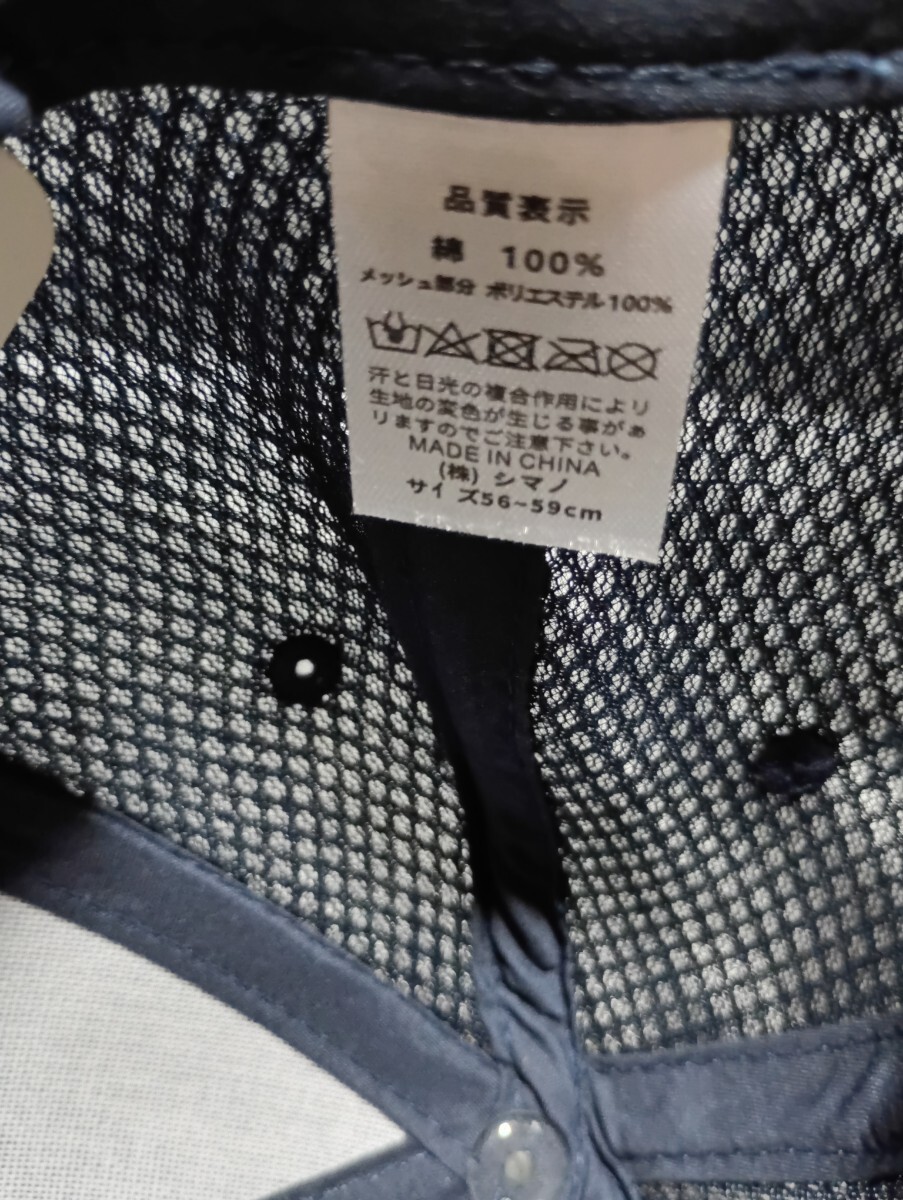 品質表示
綿 100%
メッシュ部分 ポリエステル100%
汗と日光の複合作用により
生地の変色が生じる事があ
りますのでご注意下さい。
MADE IN CHINA
(株) シマノ
サイズ56~59cm